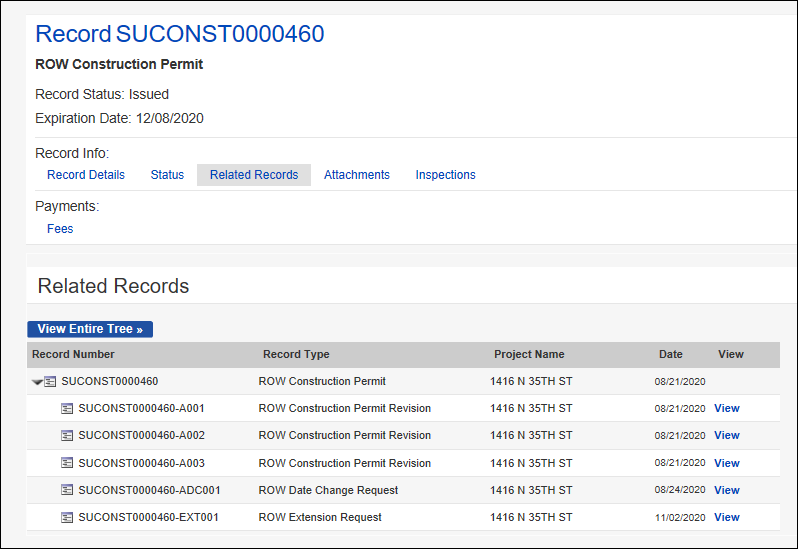 Record SUCONST0000460
ROW Construction Permit
Record Status: Issued
Expiration Date: 12/08/2020
Record Info:
Record Details Status Related Records Attachments Inspections
Payments:
Fees
Related Records
View Entire Tree »
Record Number Record Type Project Name Date View
SUCONST0000460 ROW Construction Permit 1416 N 35TH ST 08/21/2020
SUCONST0000460-A001 ROW Construction Permit Revision 1416 N 35TH ST 08/21/2020 View
SUCONST0000460-A002 ROW Construction Permit Revision 1416 N 35TH ST 08/21/2020 View
SUCONST0000460-A003 ROW Construction Permit Revision 1416 N 35TH ST 08/21/2020 View
SUCONST0000460-ADC001 ROW Date Change Request 1416 N 35TH ST 08/24/2020 View
SUCONST0000460-EXT001 ROW Extension Request 1416 N 35TH ST 11/02/2020 View